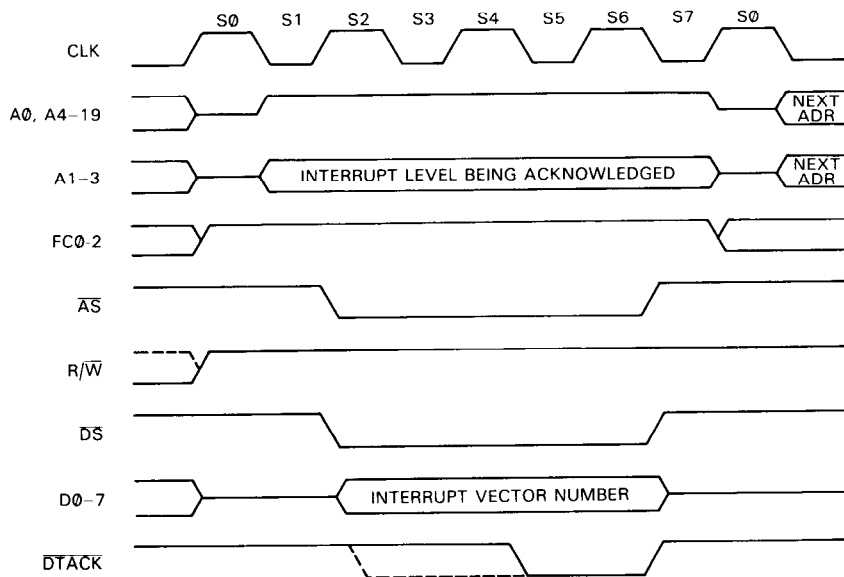 S0 S1 S2 S3 S4 S5 S6 S7 S0
CLK
A0, A4-19
NEXT
ADR
A1-3
INTERRUPT LEVEL BEING ACKNOWLEDGED
NEXT
ADR
FC0-2
AS
R/W
DS
D0-7
INTERRUPT VECTOR NUMBER
DTACK